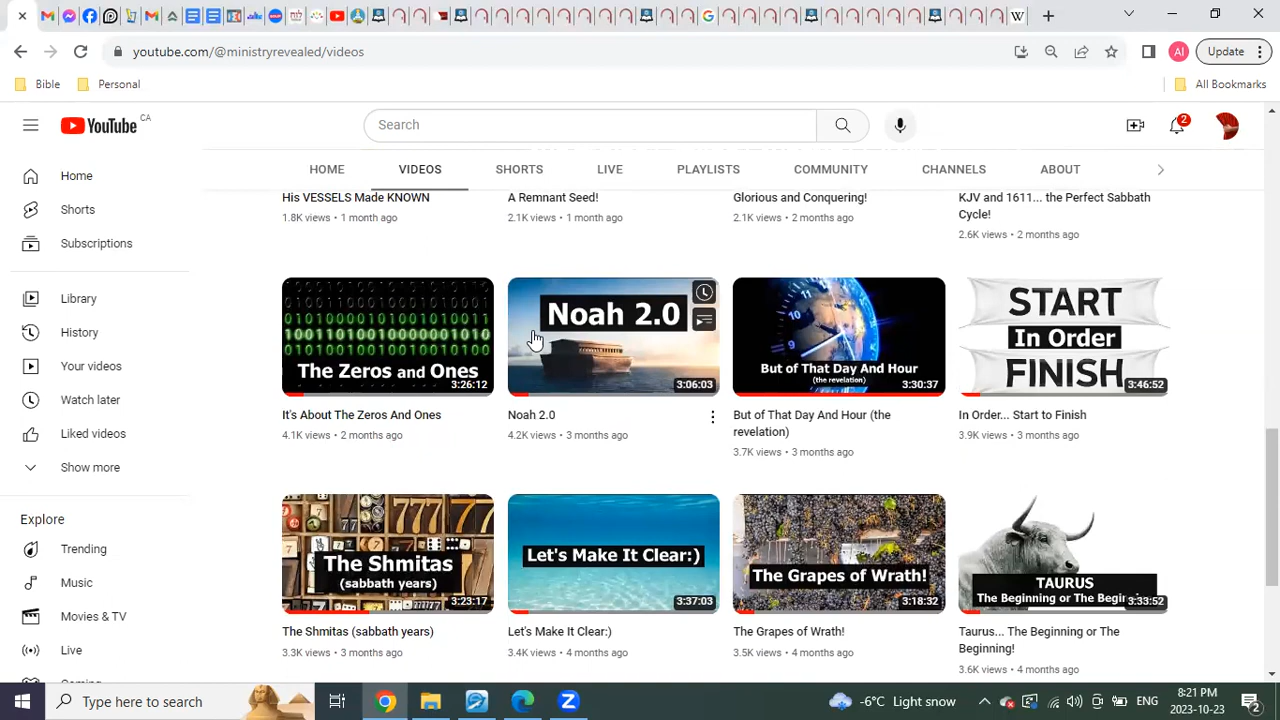 youtube.com/@ministryrevealed/videos
AI
Update
Bible
Personal
All Bookmarks
YouTube CA
Search
2
HOME
VIDEOS
SHORTS
LIVE
PLAYLISTS
COMMUNITY
CHANNELS
ABOUT
Home
Shorts
Subscriptions
Library
History
Your videos
Watch later
Liked videos
Show more
Explore
Trending
Music
Movies & TV
Live
His VESSELS Made KNOWN
1.8K views • 1 month ago
A Remnant Seed!
2.1K views • 1 month ago
Glorious and Conquering!
2.1K views • 2 months ago
KJV and 1611... the Perfect Sabbath
Cycle!
2.6K views • 2 months ago
The Zeros and Ones
3:26:12
It's About The Zeros And Ones
4.1K views • 2 months ago
Noah 2.0
3:06:03
Noah 2.0
4.2K views • 3 months ago
But of That Day And Hour
(the revelation)
3:30:37
But of That Day And Hour (the
revelation)
3.7K views • 3 months ago
START
In Order
FINISH
3:46:52
In Order... Start to Finish
3.9K views • 3 months ago
The Shmitas
(sabbath years)
3:23:17
The Shmitas (sabbath years)
3.3K views • 3 months ago
Let's Make It Clear:)
3:37:03
Let's Make It Clear:)
3.4K views • 4 months ago
The Grapes of Wrath!
3:18:32
The Grapes of Wrath!
3.5K views • 4 months ago
TAURUS
The Beginning or The
3:33:52
Taurus... The Beginning or The
Beginning!
3.6K views • 4 months ago
Type here to search
-6°C Light snow
ENG
8:21 PM
2023-10-23
2